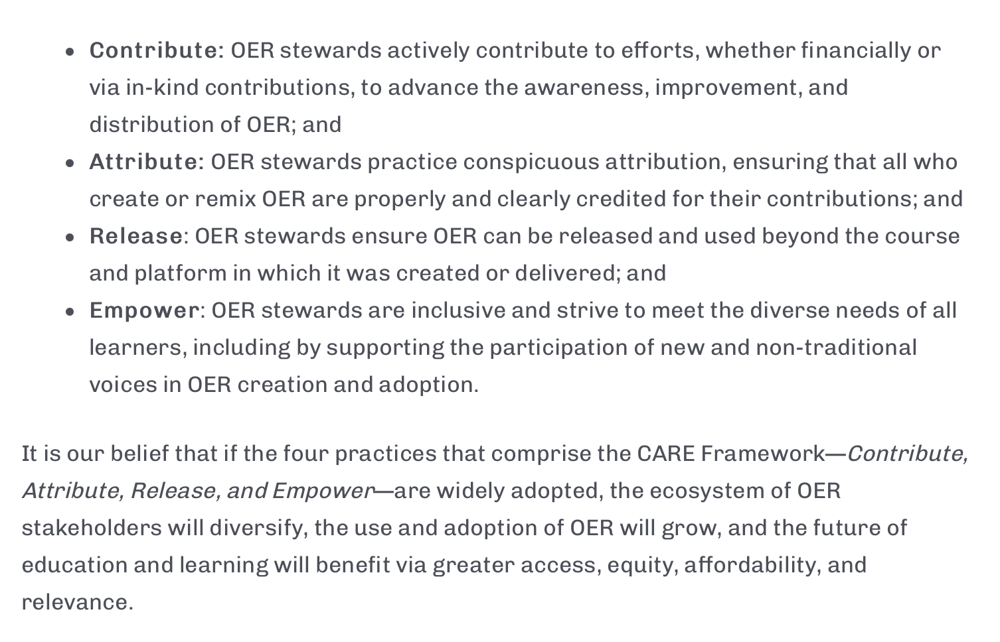 • Contribute: OER stewards actively contribute to efforts, whether financially or
via in-kind contributions, to advance the awareness, improvement, and
distribution of OER; and
• Attribute: OER stewards practice conspicuous attribution, ensuring that all who
create or remix OER are properly and clearly credited for their contributions; and
• Release: OER stewards ensure OER can be released and used beyond the course
and platform in which it was created or delivered; and
• Empower: OER stewards are inclusive and strive to meet the diverse needs of all
learners, including by supporting the participation of new and non-traditional
voices in OER creation and adoption.
It is our belief that if the four practices that comprise the CARE Framework—Contribute,
Attribute, Release, and Empower—are widely adopted, the ecosystem of OER
stakeholders will diversify, the use and adoption of OER will grow, and the future of
education and learning will benefit via greater access, equity, affordability, and
relevance.